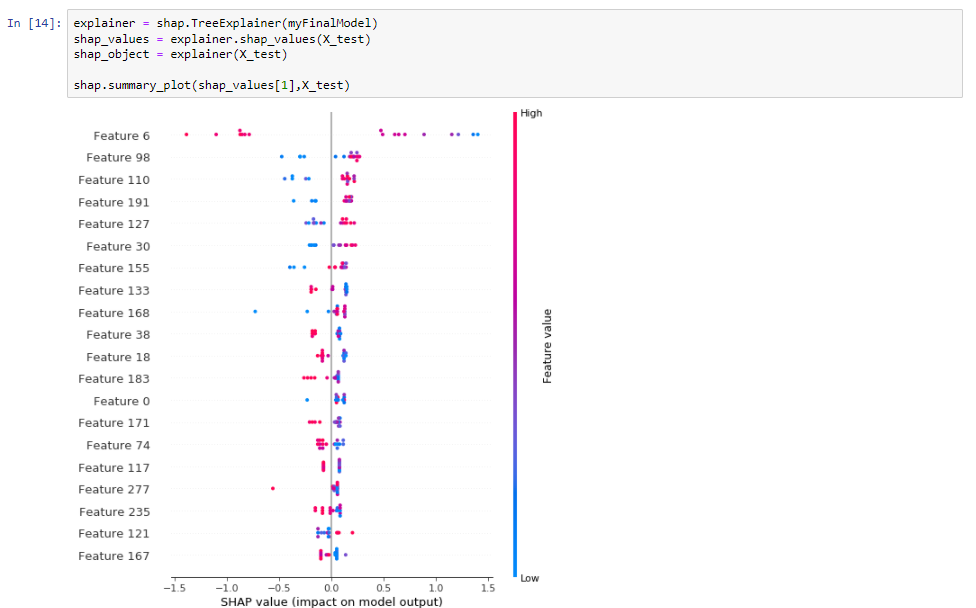 In [14]: explainer = shap.TreeExplainer(myFinalModel)
shap_values = explainer.shap_values(X_test)
shap_object = explainer(X_test)
shap.summary_plot(shap_values[1],X_test)
High
Feature 6
Feature 98
Feature 110
Feature 191
Feature 127
Feature 30
Feature 155
Feature 133
Feature 168
Feature 38
Feature 18
Feature 183
Feature 0
Feature 171
Feature 74
Feature 117
Feature 277
Feature 235
Feature 121
Feature 167
Feature value
Low
−1.5 −1.0 −0.5 0.0 0.5 1.0 1.5
SHAP value (impact on model output)